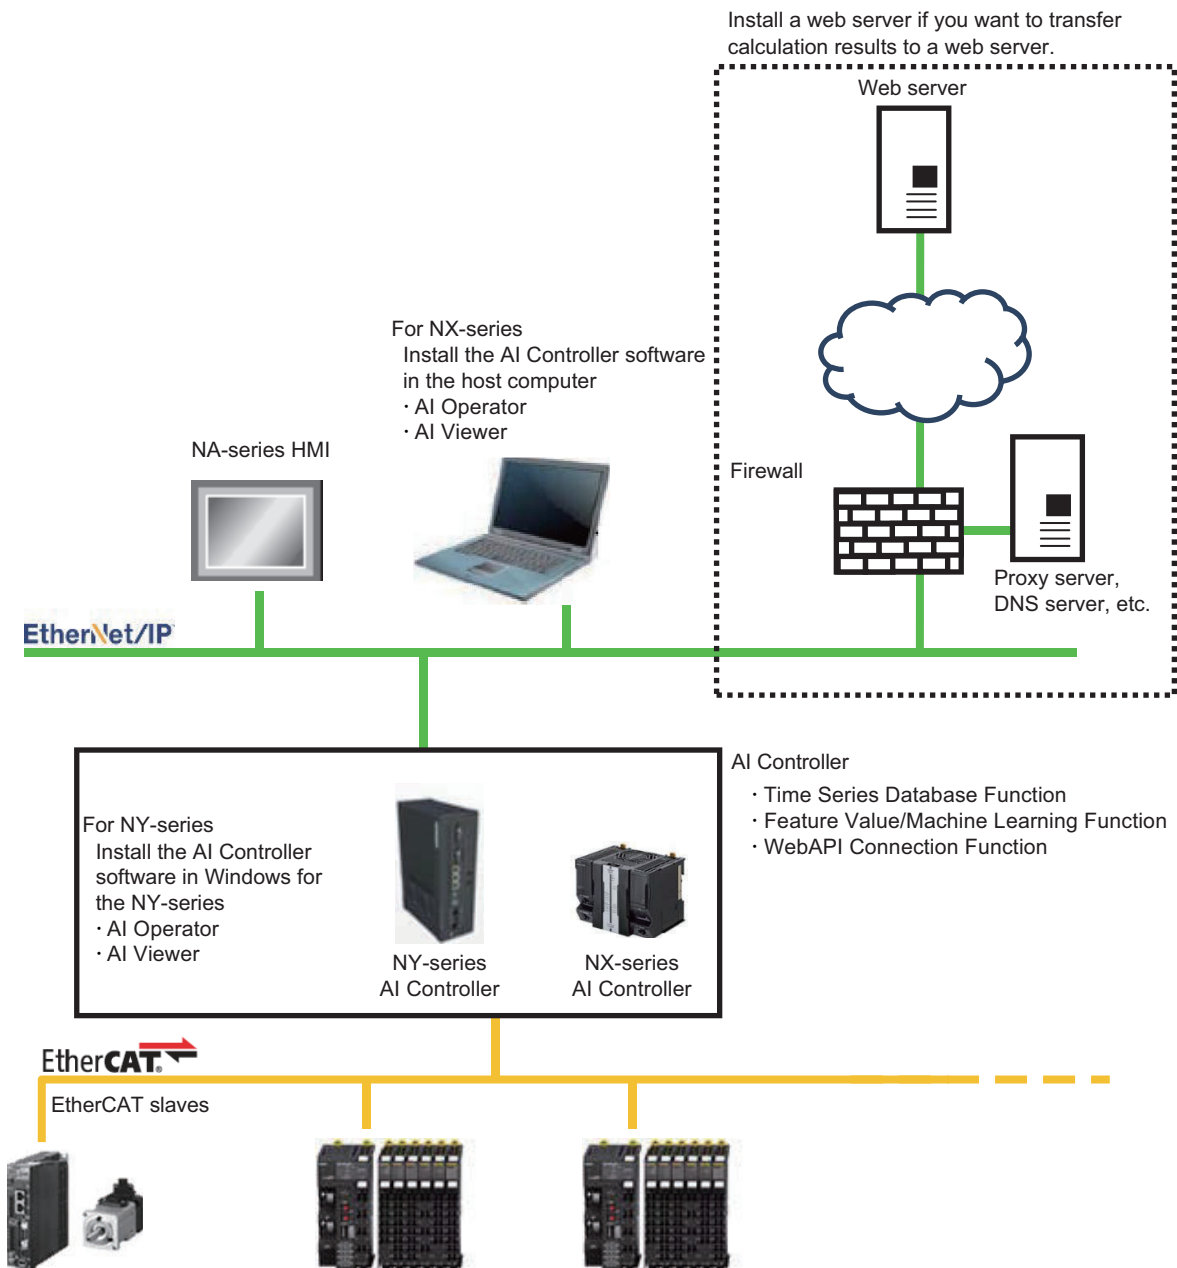 Install a web server if you want to transfer
calculation results to a web server.
Web server
For NX-series
Install the AI Controller software
in the host computer
· AI Operator
· AI Viewer
NA-series HMI
Firewall
Proxy server,
DNS server, etc.
EtherNet/IP
AI Controller
· Time Series Database Function
· Feature Value/Machine Learning Function
· WebAPI Connection Function
For NY-series
Install the AI Controller
software in Windows for
the NY-series
· AI Operator
· AI Viewer
NY-series
AI Controller
NX-series
AI Controller
EtherCAT®
EtherCAT slaves